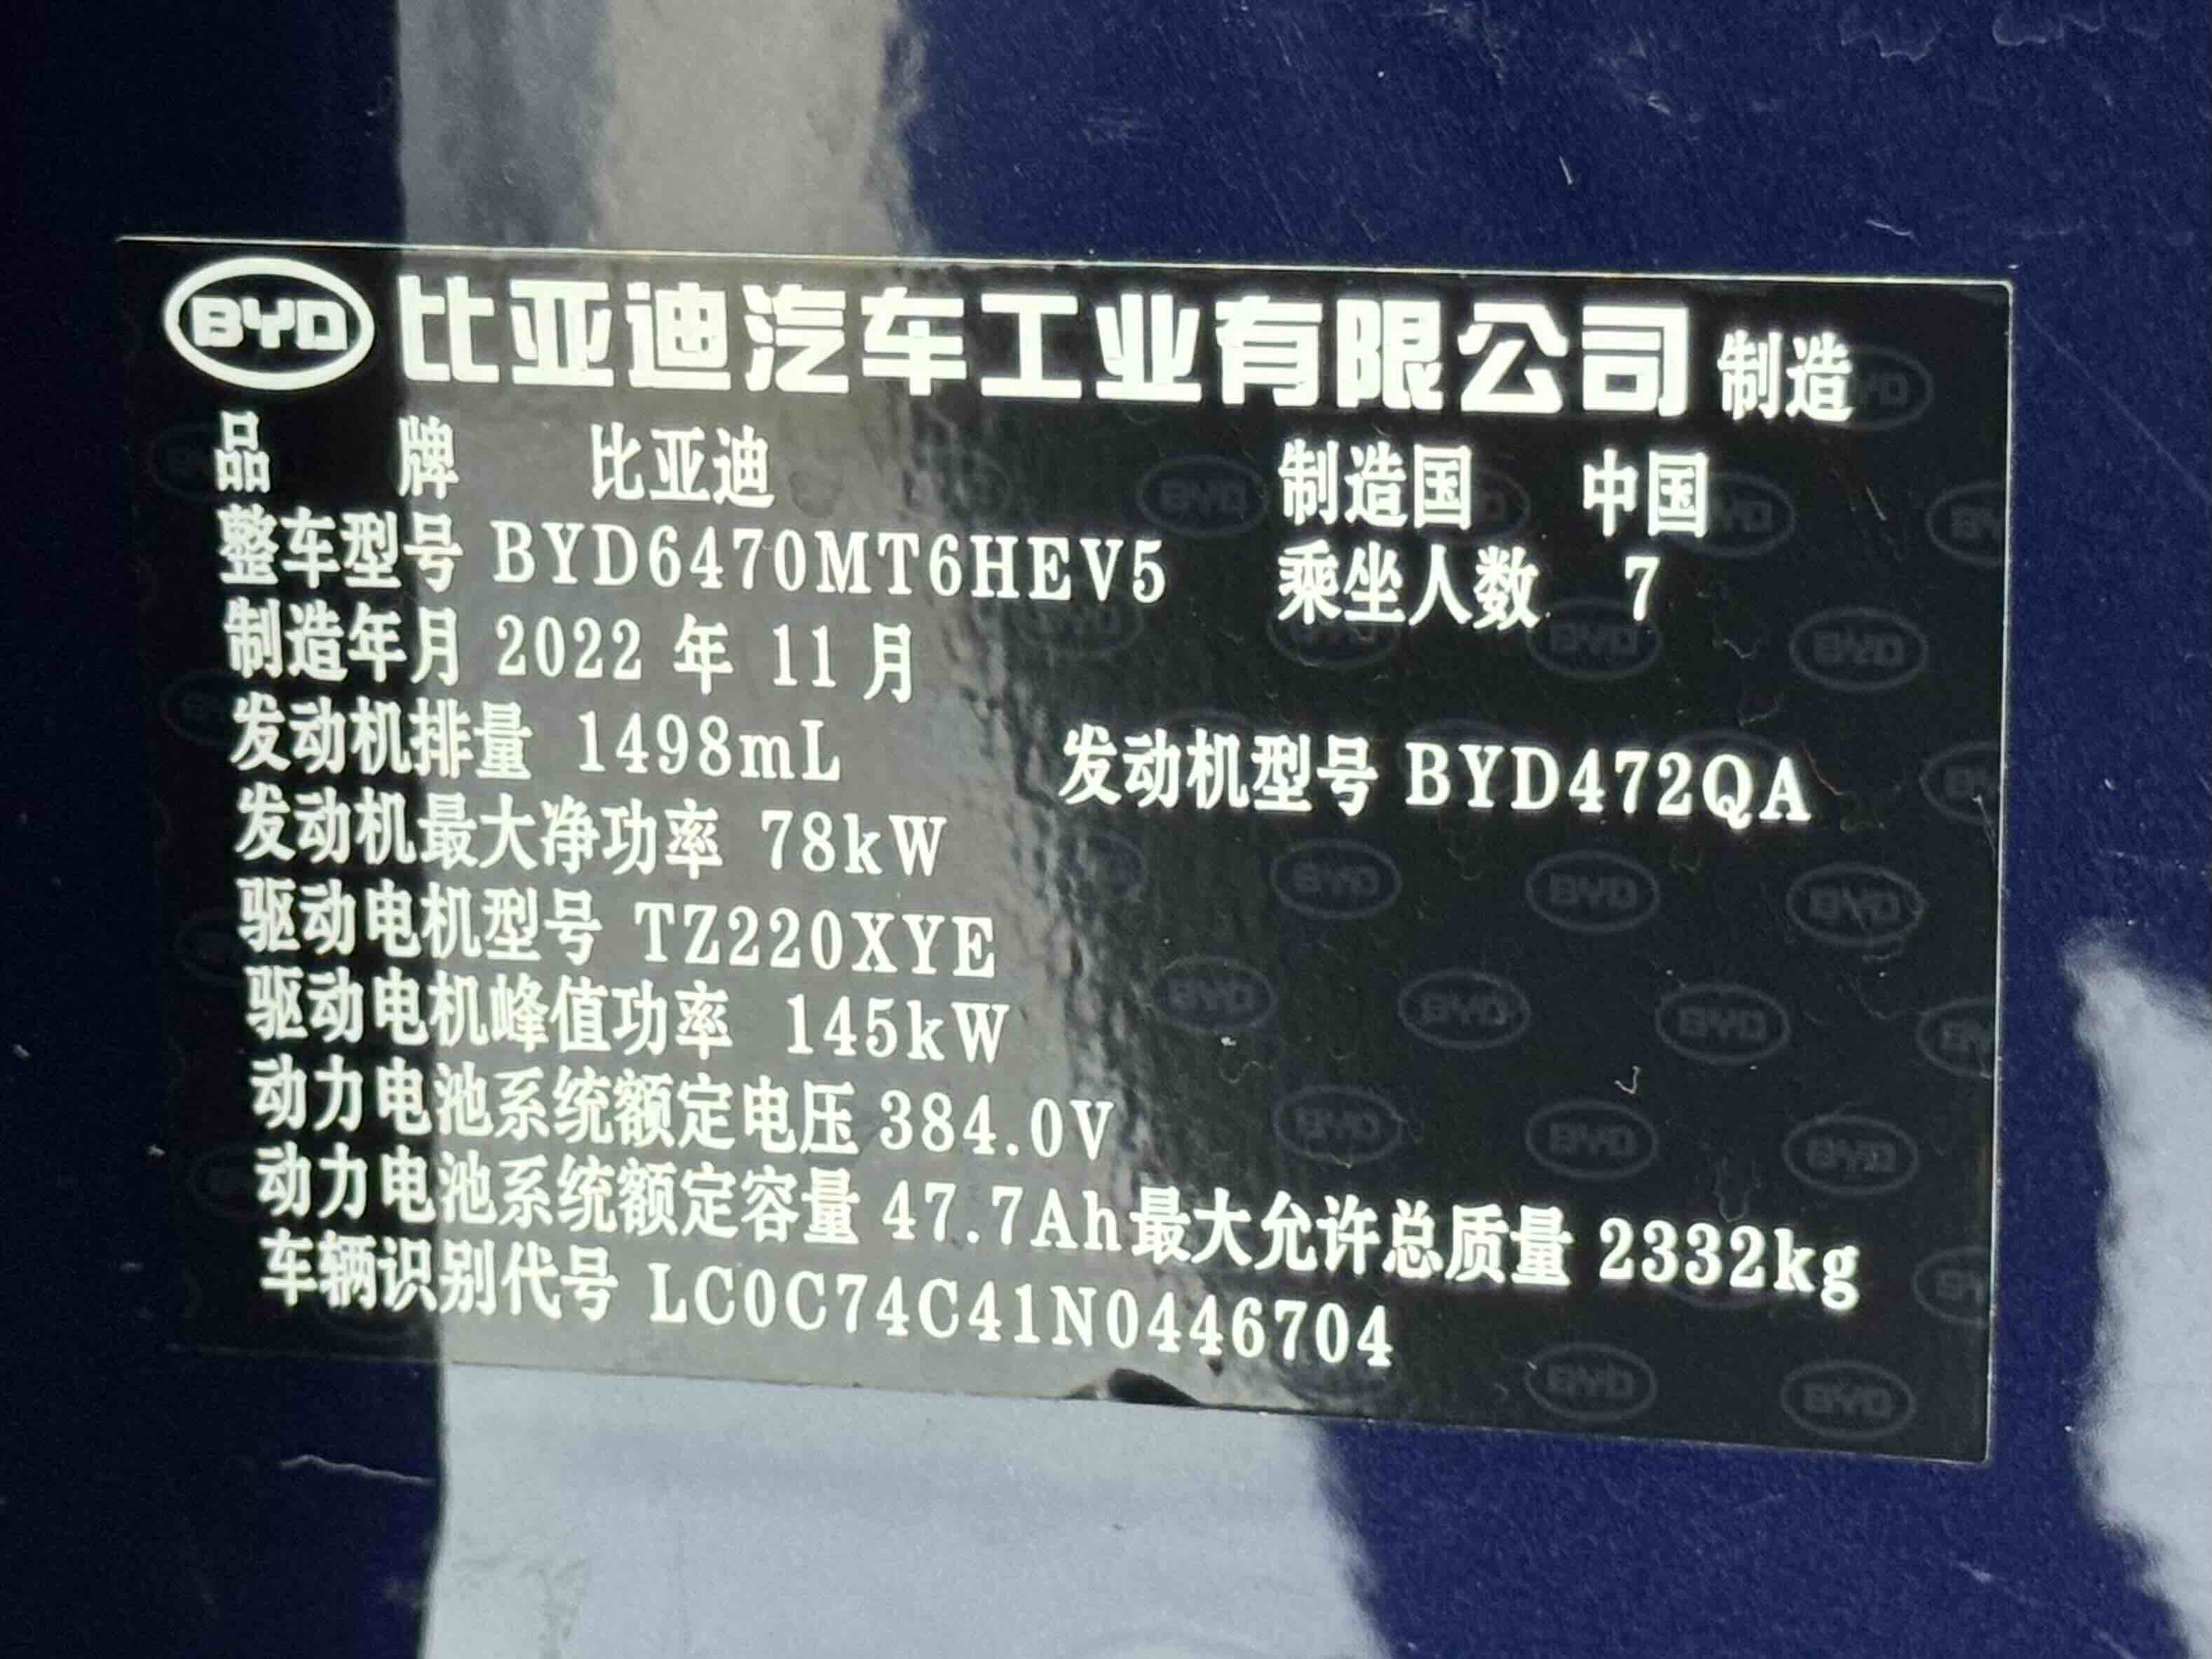 BYD 比亚迪汽车工业有限公司 制造
品 牌 比亚迪 制造国 中国
整车型号 BYD6470MT6HEV5 乘坐人数 7
制造年月 2022 年 11 月
发动机排量 1498mL 发动机型号 BYD472QA
发动机最大净功率 78kW
驱动电机型号 TZ220XYE
驱动电机峰值功率 145kW
动力电池系统额定电压 384.0V
动力电池系统额定容量 47.7Ah 最大允许总质量 2332kg
车辆识别代号 LC0C74C41N0446704